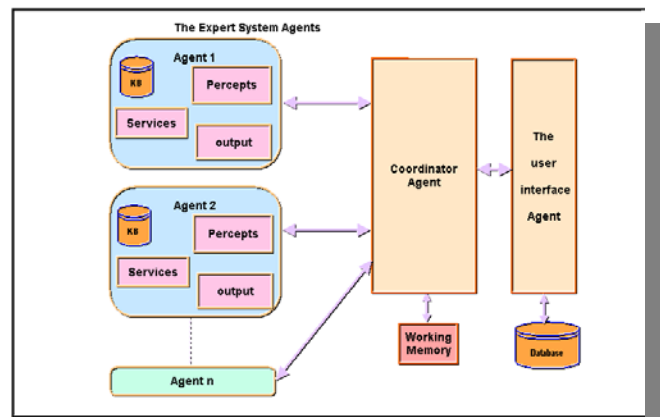 The Expert System Agents
Agent 1
KB
Percepts
Services
output
Agent 2
KB
Percepts
Services
output
Agent n
Coordinator
Agent
The
user
interface
Agent
Working
Memory
Database